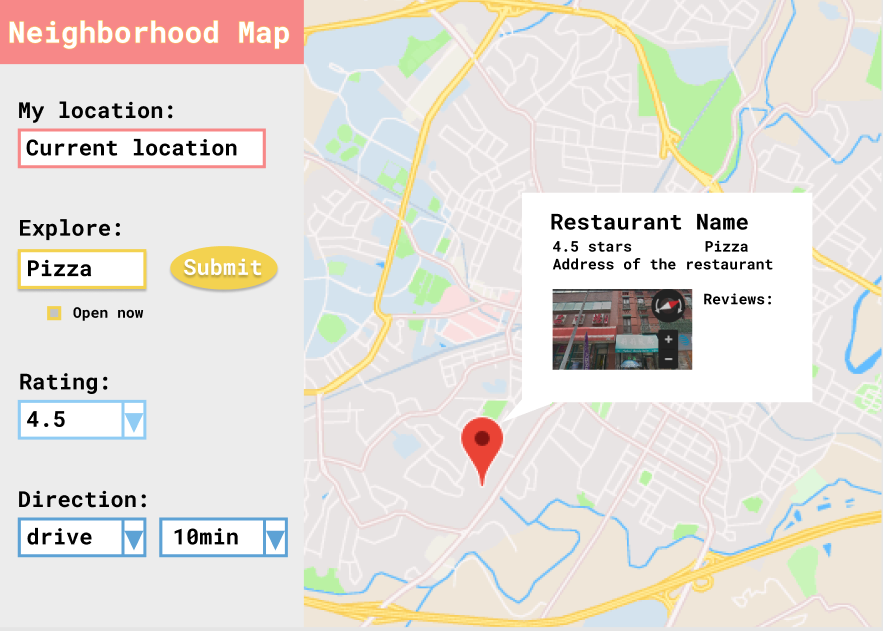 Neighborhood Map
My location:
Current location
Explore:
Pizza
Submit
Open now
Rating:
4.5
Direction:
drive
10min
Restaurant Name
4.5 stars Pizza
Address of the restaurant
Reviews:
+
−